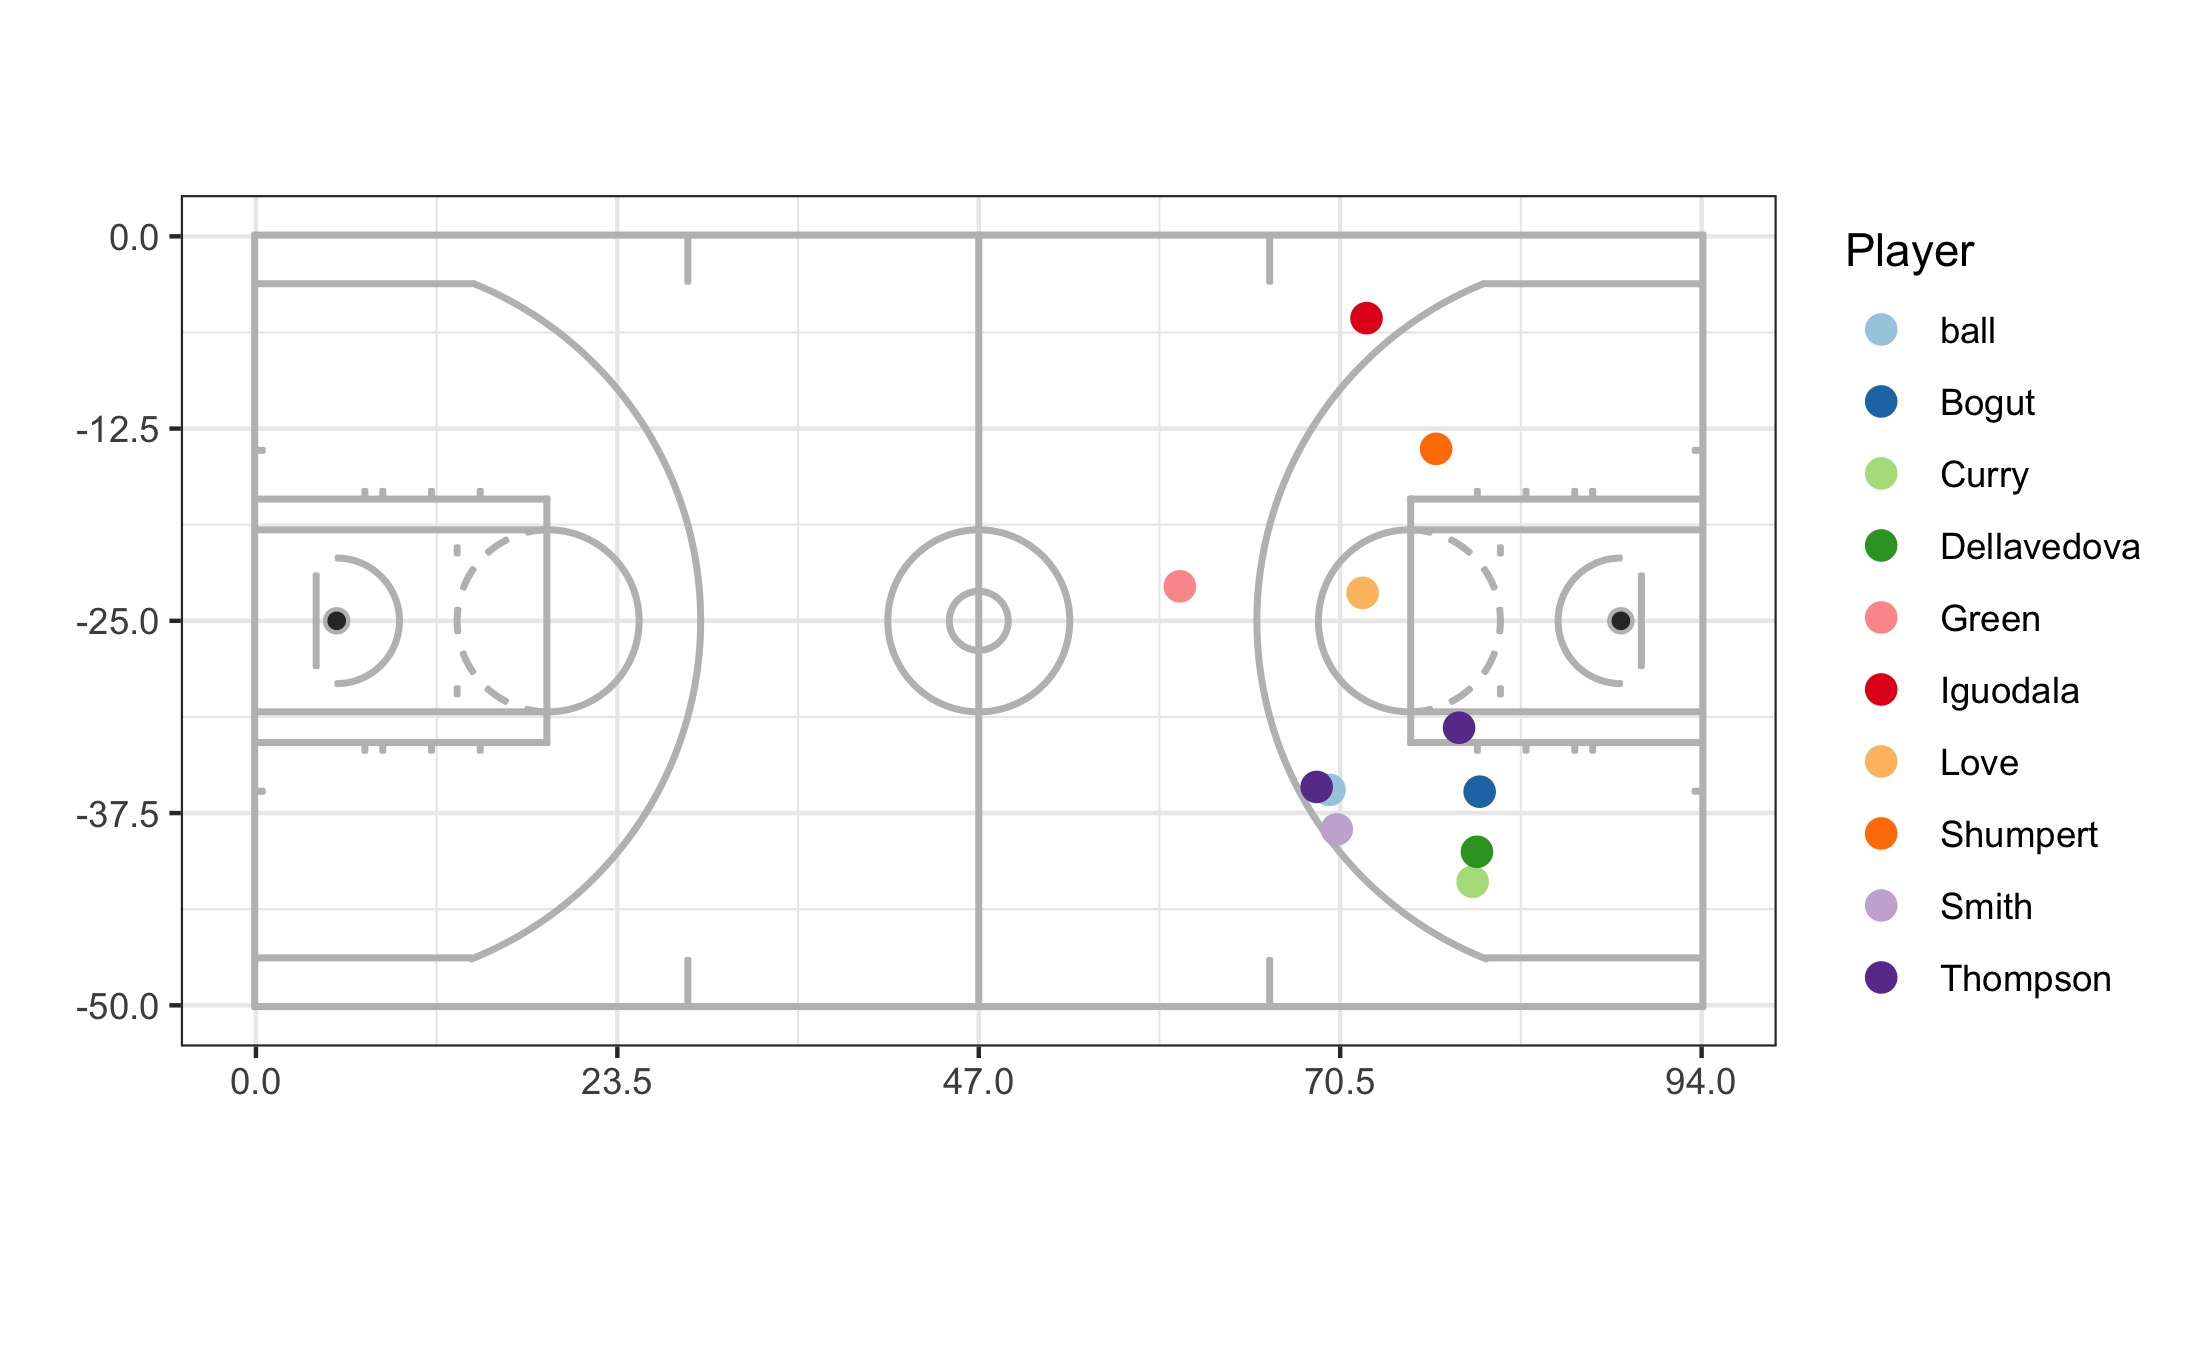 0.0
-12.5
-25.0
-37.5
-50.0
0.0 23.5 47.0 70.5 94.0
Player
ball
Bogut
Curry
Dellavedova
Green
Iguodala
Love
Shumpert
Smith
Thompson